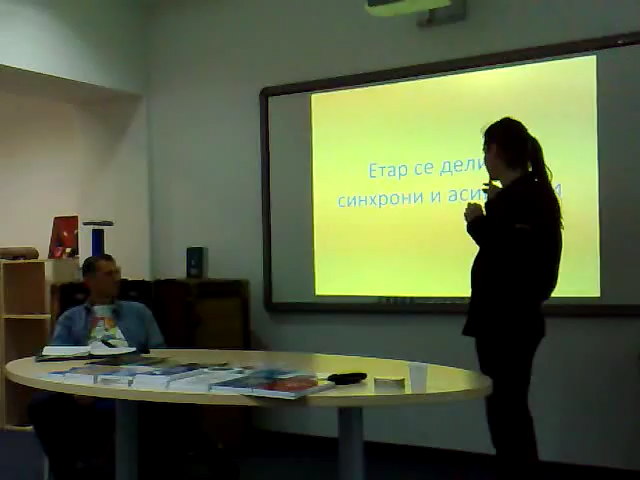 Етар се дели
синхрони и